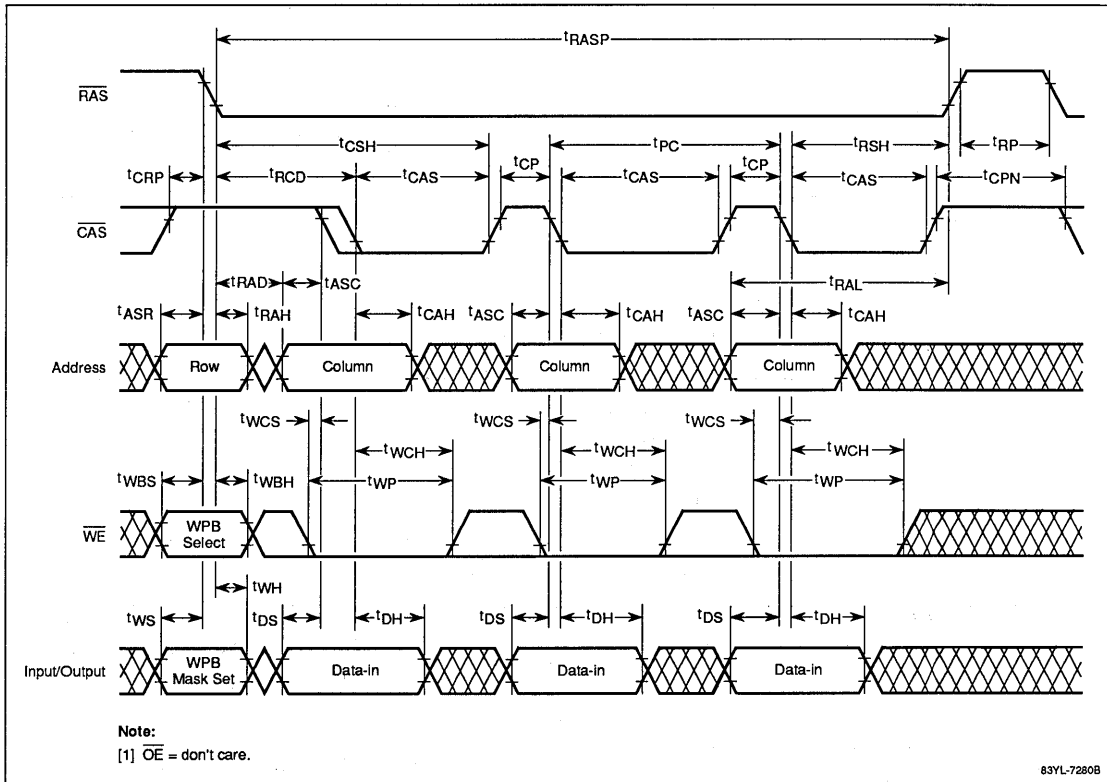 tRASP
RAS
tCSH
tPC
tRSH
tRP
tCRP
tRCD
tCAS
tCP
tCAS
tCP
tCAS
tCPN
CAS
tRAD
tASC
tRAL
tASR
tRAH
tCAH
tASC
tCAH
tASC
tCAH
Address
Row
Column
Column
Column
tWCS
tWCS
tWCS
tWCH
tWCH
tWCH
tWBS
tWBH
tWP
tWP
tWP
WE
WPB
Select
tWH
tWS
tDS
tDH
tDS
tDH
tDS
tDH
Input/Output
WPB
Mask Set
Data-in
Data-in
Data-in
Note:
[1] OE = don't care.
83YL-7280B